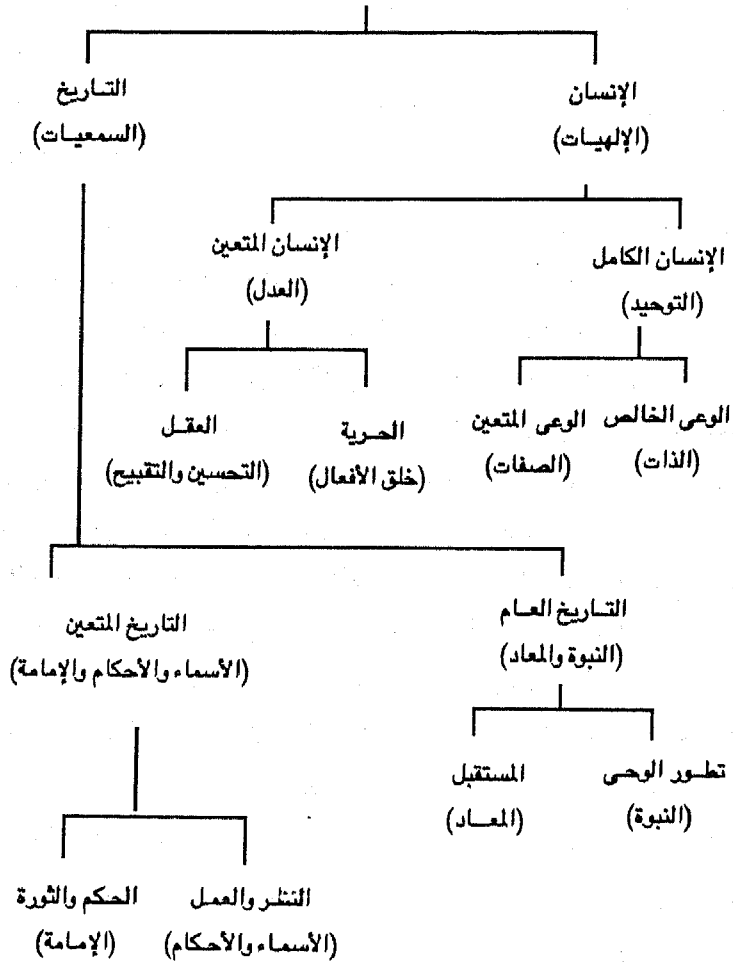 الإنسان
(الإلهيات)
التاريخ
(السمعيات)
الإنسان الكامل
(التوحيد)
الإنسان المتعين
(العدل)
الوعى الخالص
(الذات)
الوعى المتعين
(الصفات)
الحرية
(خلق الأفعال)
العقل
(التحسين والتقبيح)
التاريخ العام
(النبوة والمعاد)
التاريخ المتعين
(الأسماء والأحكام والإمامة)
تطور الوحى
(النبوة)
المستقبل
(المعاد)
النظر والعمل
(الأسماء والأحكام)
الحكم والثورة
(الإمامة)